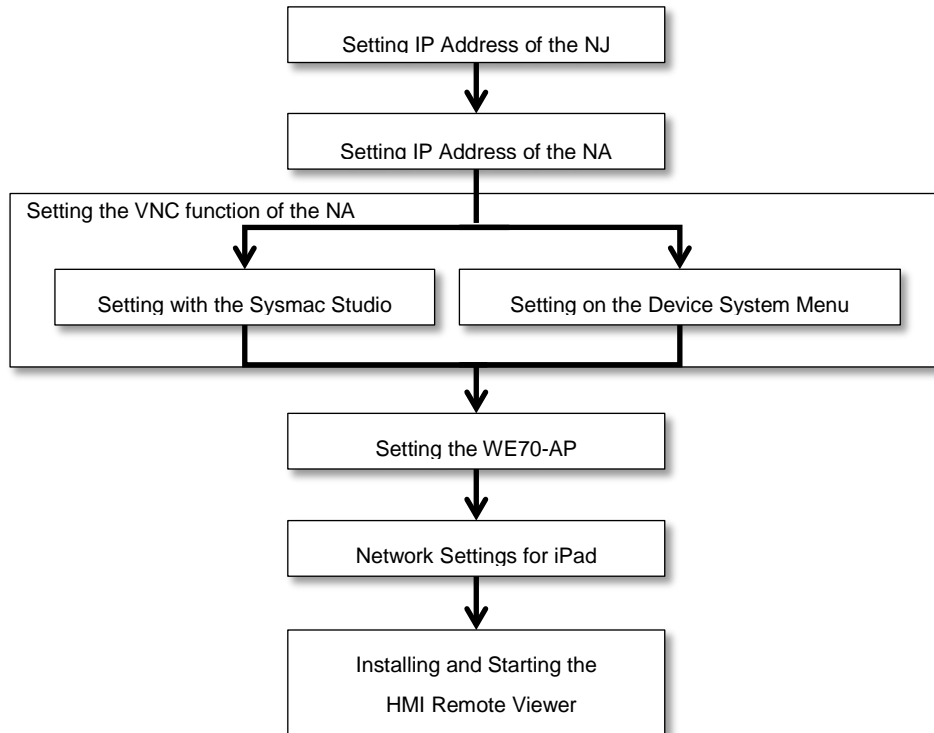 Setting IP Address of the NJ
Setting IP Address of the NA
Setting the VNC function of the NA
Setting with the Sysmac Studio
Setting on the Device System Menu
Setting the WE70-AP
Network Settings for iPad
Installing and Starting the
HMI Remote Viewer